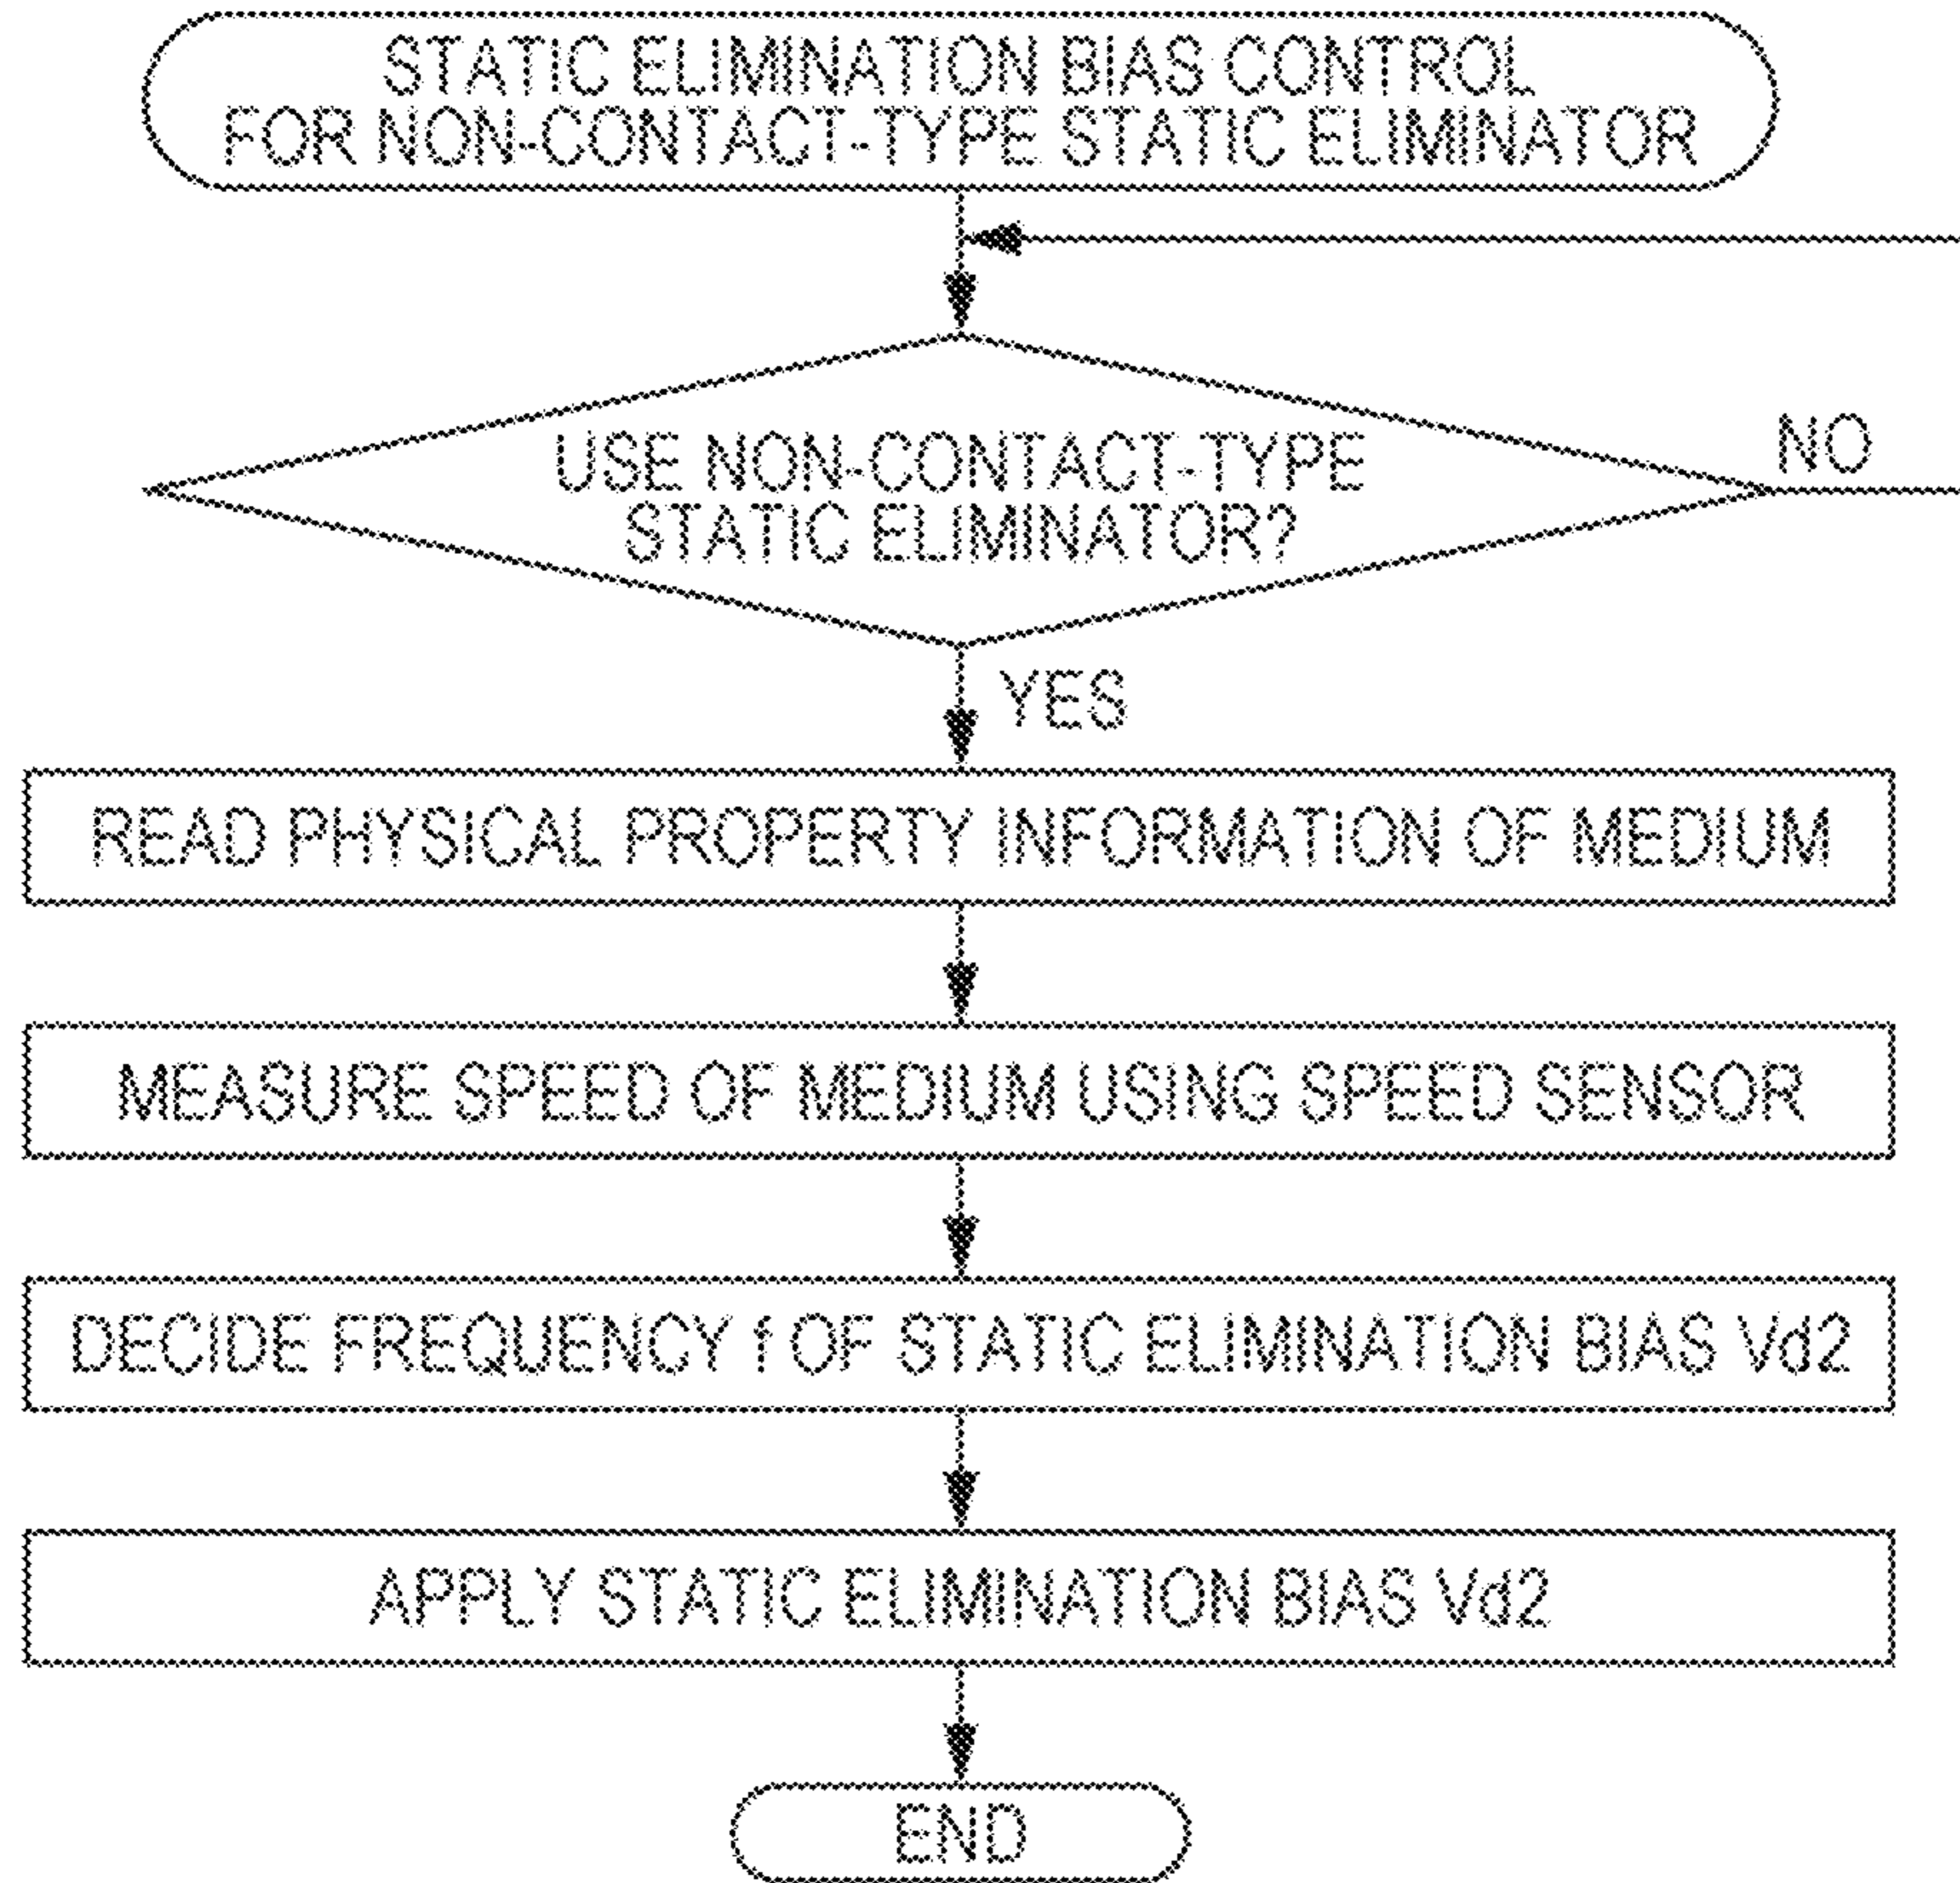 STATIC ELIMINATION BIAS CONTROL
FOR NON-CONTACT-TYPE STATIC ELIMINATOR
USE NON-CONTACT-TYPE
STATIC ELIMINATOR?
NO
YES
READ PHYSICAL PROPERTY INFORMATION OF MEDIUM
MEASURE SPEED OF MEDIUM USING SPEED SENSOR
DECIDE FREQUENCY f OF STATIC ELIMINATION BIAS Vd2
APPLY STATIC ELIMINATION BIAS Vd2
END